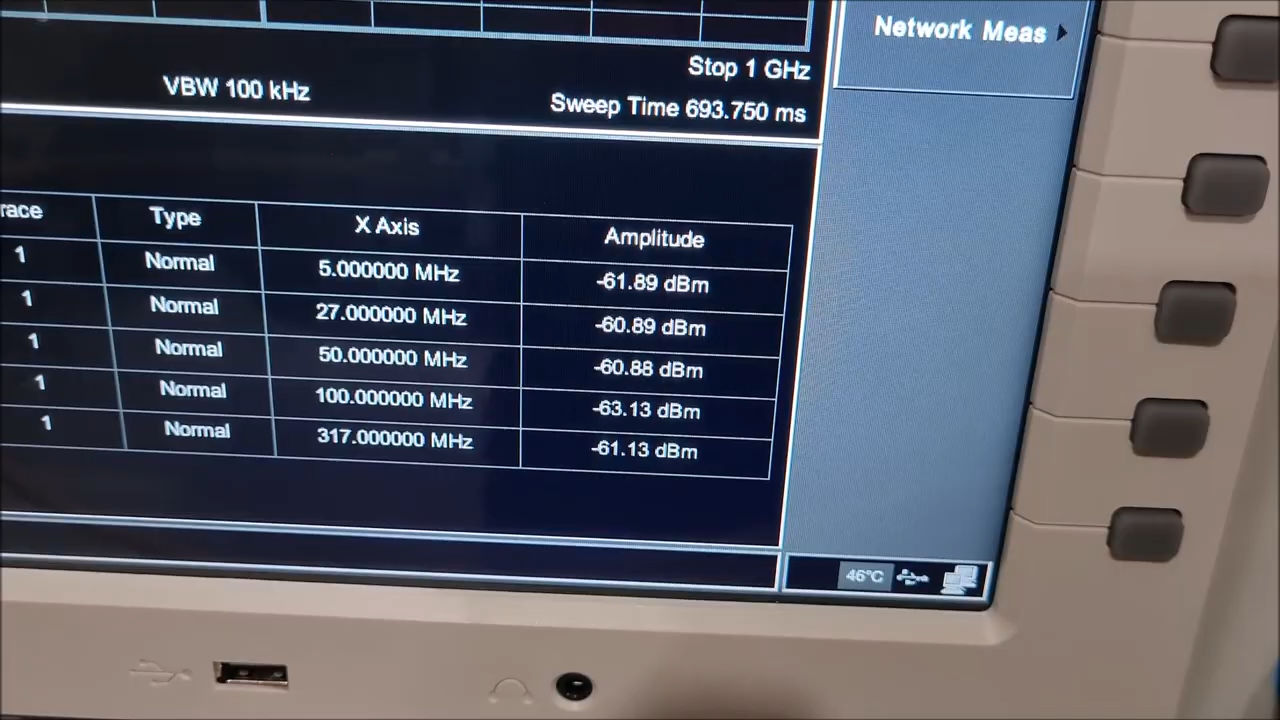 Network Meas
Stop 1 GHz
VBW 100 kHz
Sweep Time 693.750 ms
race Type X Axis Amplitude
1 Normal 5.000000 MHz -61.89 dBm
1 Normal 27.000000 MHz -60.89 dBm
1 Normal 50.000000 MHz -60.88 dBm
1 Normal 100.000000 MHz -63.13 dBm
1 Normal 317.000000 MHz -61.13 dBm
46°C